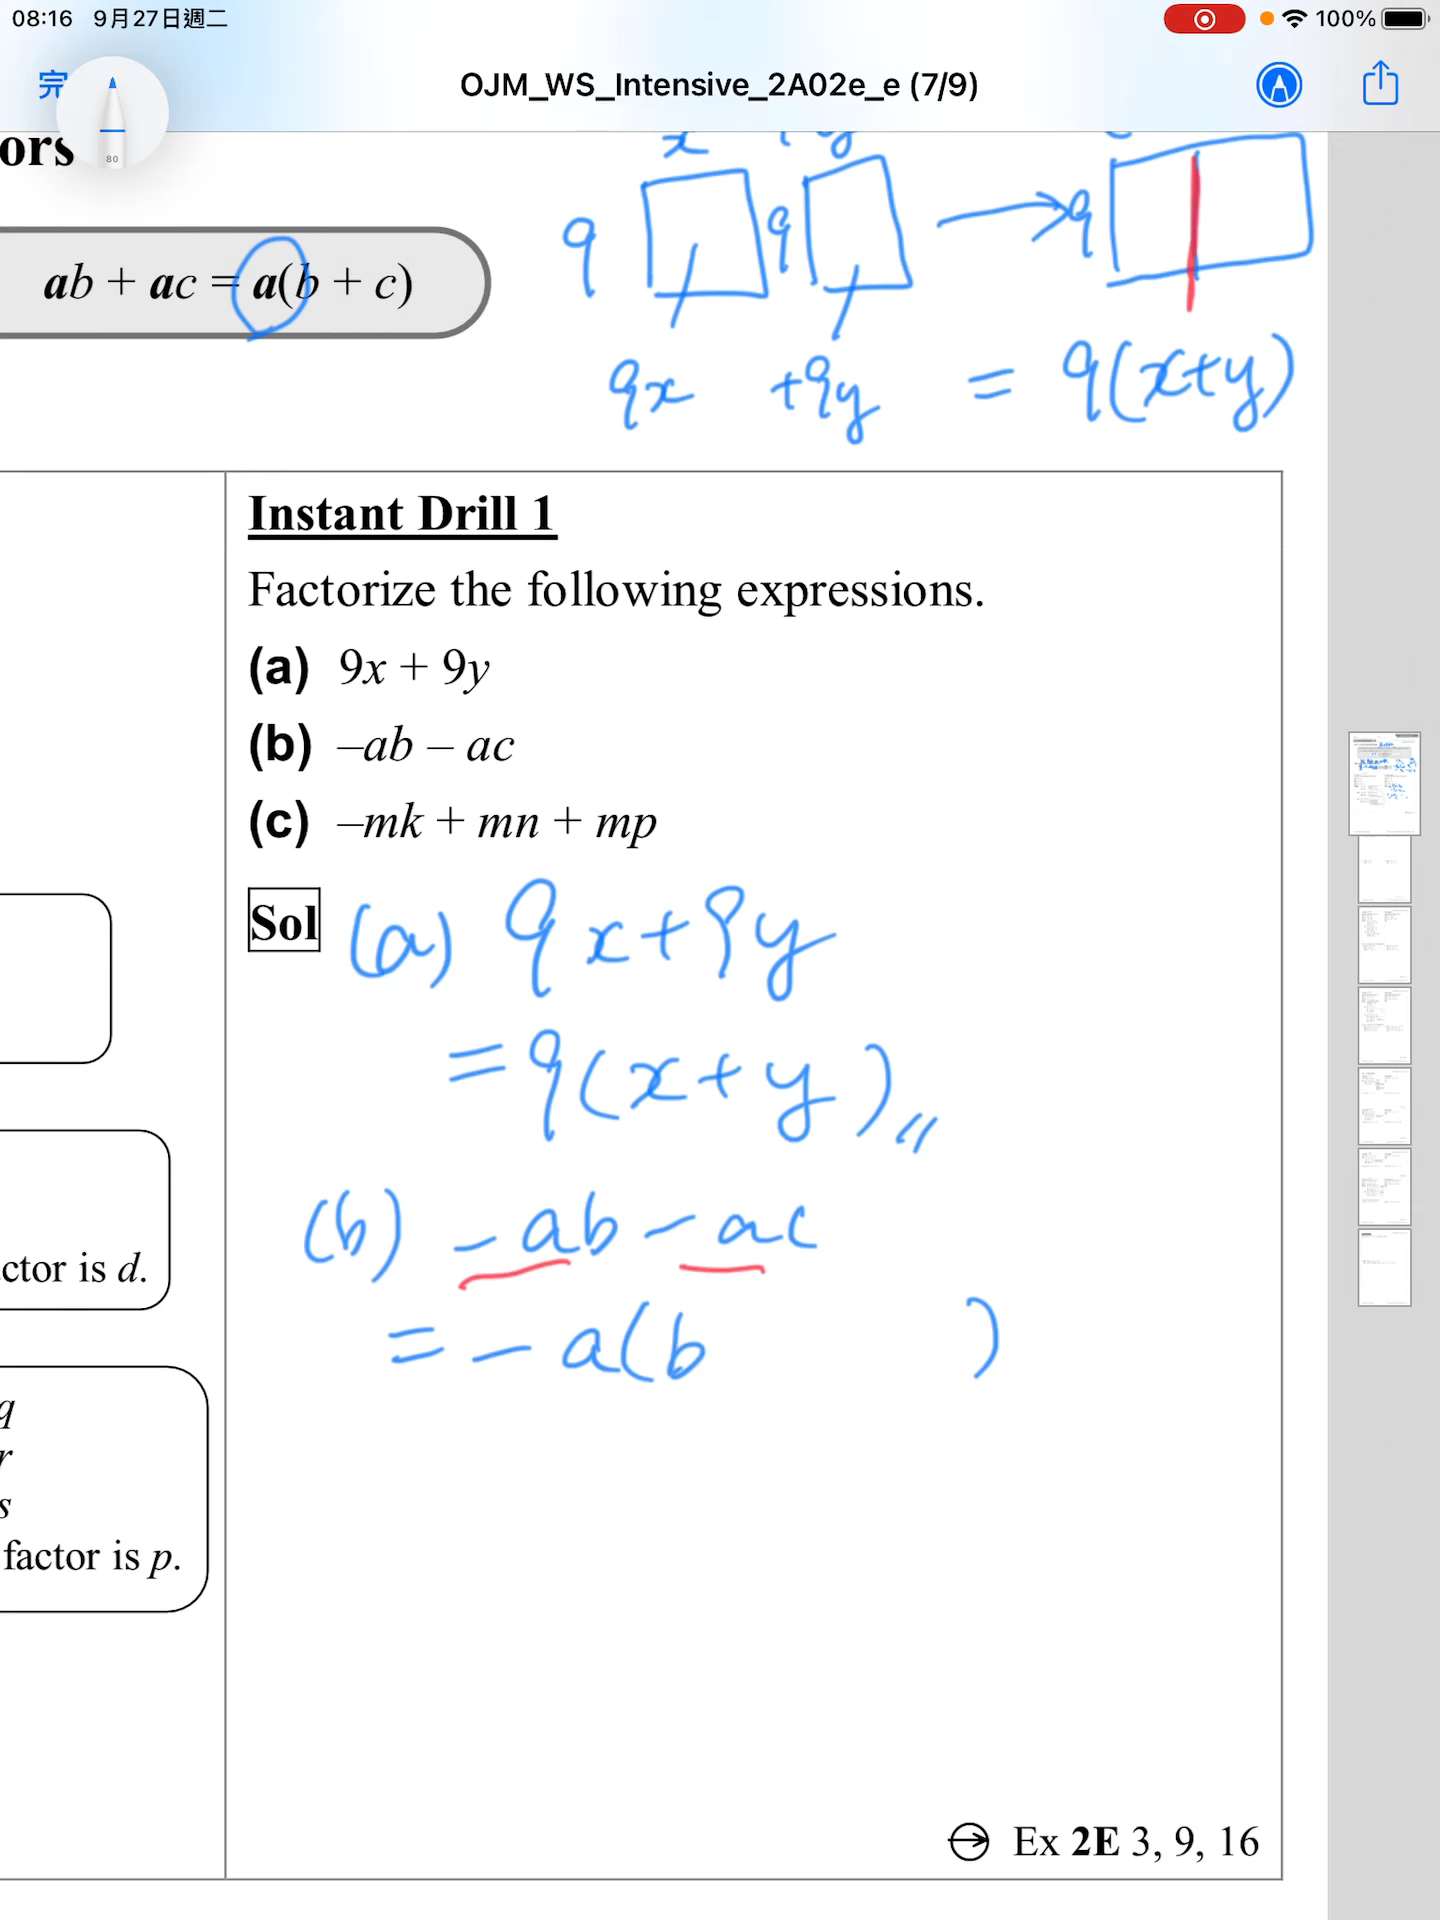 08:16 9月27日週二 100%
完 OJM_WS_Intensive_2A02e_e (7/9)
80
ors
x + y
9 9 9
ab + ac = a(b + c)
9x +9y = 9(x+y)
Instant Drill 1
Factorize the following expressions.
(a) 9x + 9y
(b) –ab – ac
(c) –mk + mn + mp
Sol (a) 9x+9y
=9(x+y)
(b) -ab-ac
ctor is d.
=-a(b )
q
r
s
factor is p.
Ex 2E 3, 9, 16